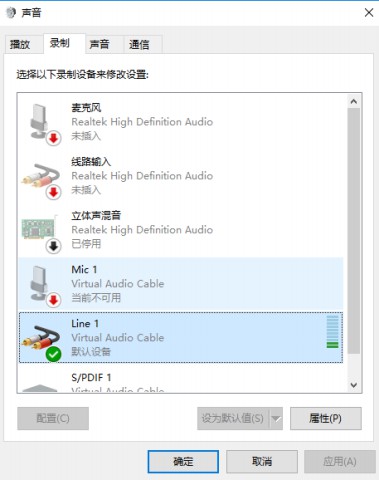 声音
播放 录制 声音 通信
选择以下录制设备来修改设置:
麦克风
Realtek High Definition Audio
未插入
线路输入
Realtek High Definition Audio
未插入
立体声混音
Realtek High Definition Audio
已停用
Mic 1
Virtual Audio Cable
当前不可用
Line 1
Virtual Audio Cable
默认设备
S/PDIF 1
配置(C) 设为默认值(S) 属性(P)
确定 取消 应用(A)